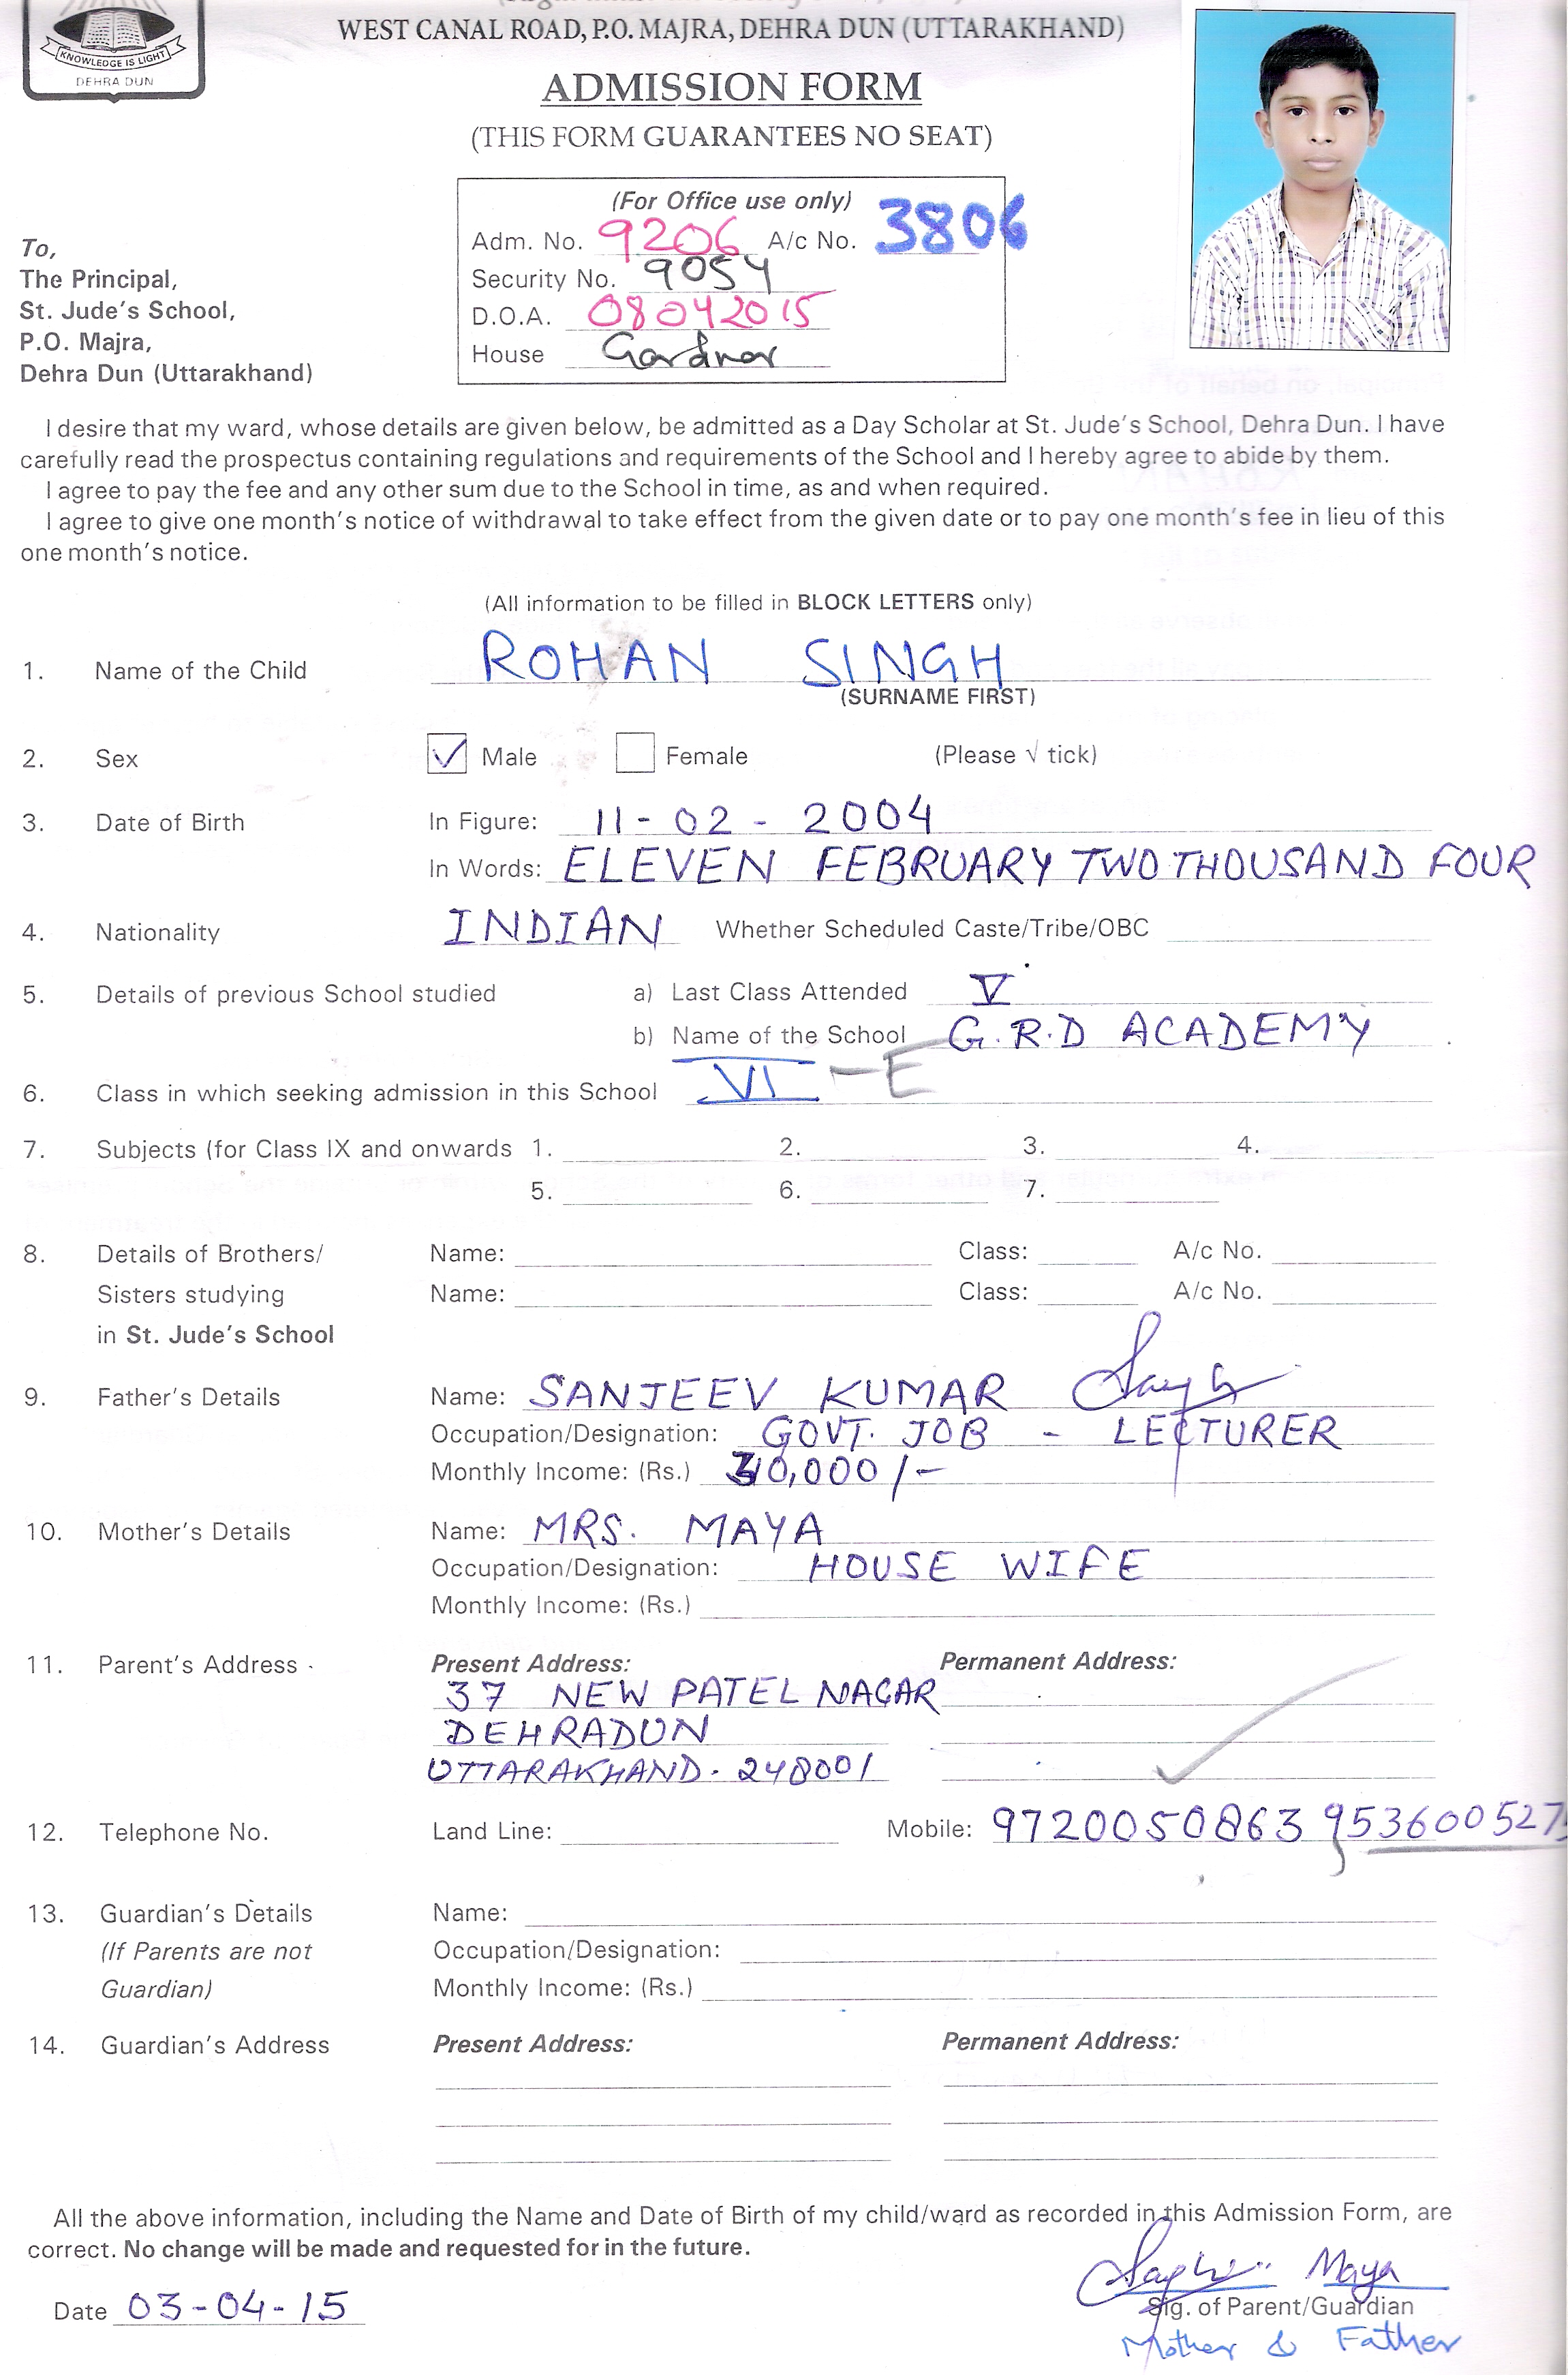 KNOWLEDGE IS LIGHT
DEHRA DUN
WEST CANAL ROAD, P.O. MAJRA, DEHRA DUN (UTTARAKHAND)
ADMISSION FORM
(THIS FORM GUARANTEES NO SEAT)
(For Office use only)
Adm. No. 9206 A/c No. 3806
Security No. 9054
D.O.A. 08042015
House Gardner
To,
The Principal,
St. Jude's School,
P.O. Majra,
Dehra Dun (Uttarakhand)
I desire that my ward, whose details are given below, be admitted as a Day Scholar at St. Jude's School, Dehra Dun. I have
carefully read the prospectus containing regulations and requirements of the School and I hereby agree to abide by them.
I agree to pay the fee and any other sum due to the School in time, as and when required.
I agree to give one month's notice of withdrawal to take effect from the given date or to pay one month's fee in lieu of this
one month's notice.
(All information to be filled in BLOCK LETTERS only)
1. Name of the Child ROHAN SINGH
(SURNAME FIRST)
2. Sex ✓ Male Female (Please √ tick)
3. Date of Birth In Figure: 11-02-2004
In Words: ELEVEN FEBRUARY TWO THOUSAND FOUR
4. Nationality INDIAN Whether Scheduled Caste/Tribe/OBC
5. Details of previous School studied a) Last Class Attended V
b) Name of the School G.R.D ACADEMY
6. Class in which seeking admission in this School VI-E
7. Subjects (for Class IX and onwards 1. 2. 3. 4.
5. 6. 7.
8. Details of Brothers/ Name: Class: A/c No.
Sisters studying Name: Class: A/c No.
in St. Jude's School
9. Father's Details Name: SANJEEV KUMAR
Occupation/Designation: GOVT. JOB - LECTURER
Monthly Income: (Rs.) 30,000/-
10. Mother's Details Name: MRS. MAYA
Occupation/Designation: HOUSE WIFE
Monthly Income: (Rs.)
11. Parent's Address Present Address: Permanent Address:
37 NEW PATEL NAGAR
DEHRADUN
UTTARAKHAND. 248001
12. Telephone No. Land Line: Mobile: 9720050863
13. Guardian's Details Name:
(If Parents are not Occupation/Designation:
Guardian) Monthly Income: (Rs.)
14. Guardian's Address Present Address: Permanent Address:
All the above information, including the Name and Date of Birth of my child/ward as recorded in this Admission Form, are
correct. No change will be made and requested for in the future.
Maya
Date 03-04-15 Sig. of Parent/Guardian
Mother & Father